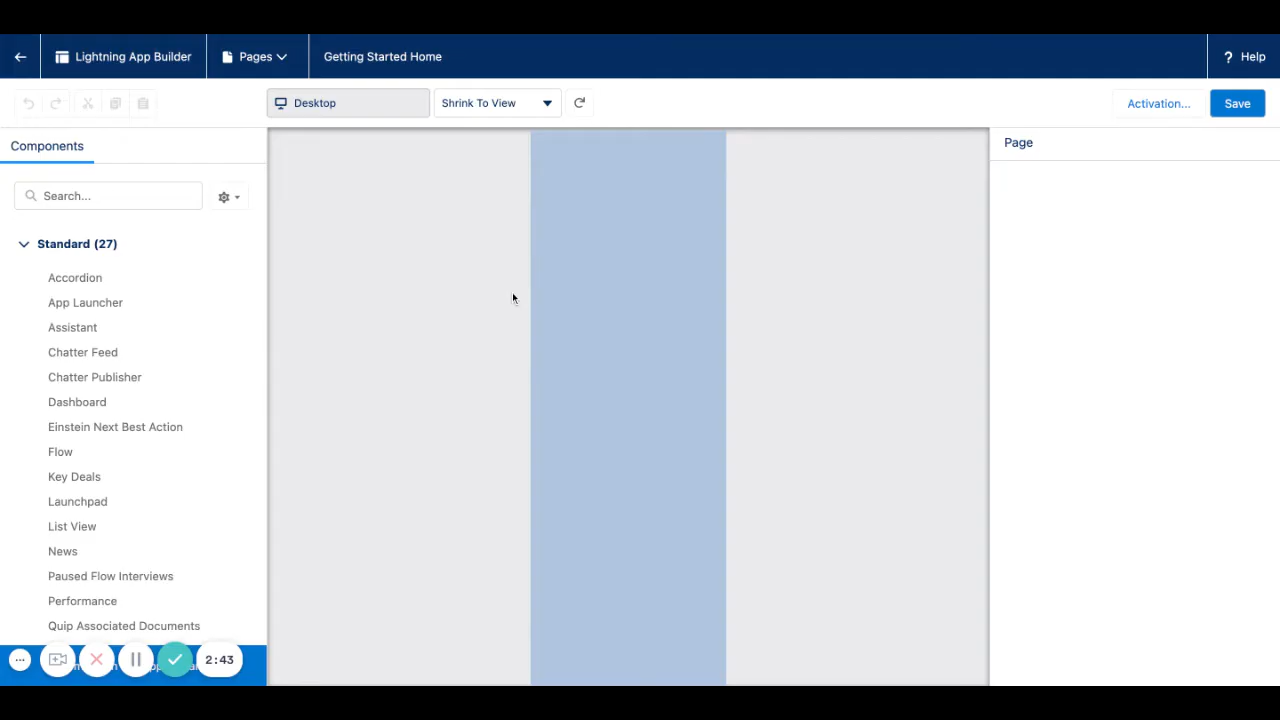 Lightning App Builder
Pages
Getting Started Home
? Help
Desktop
Shrink To View
Activation...
Save
Components
Page
Search...
Standard (27)
Accordion
App Launcher
Assistant
Chatter Feed
Chatter Publisher
Dashboard
Einstein Next Best Action
Flow
Key Deals
Launchpad
List View
News
Paused Flow Interviews
Performance
Quip Associated Documents
2:43